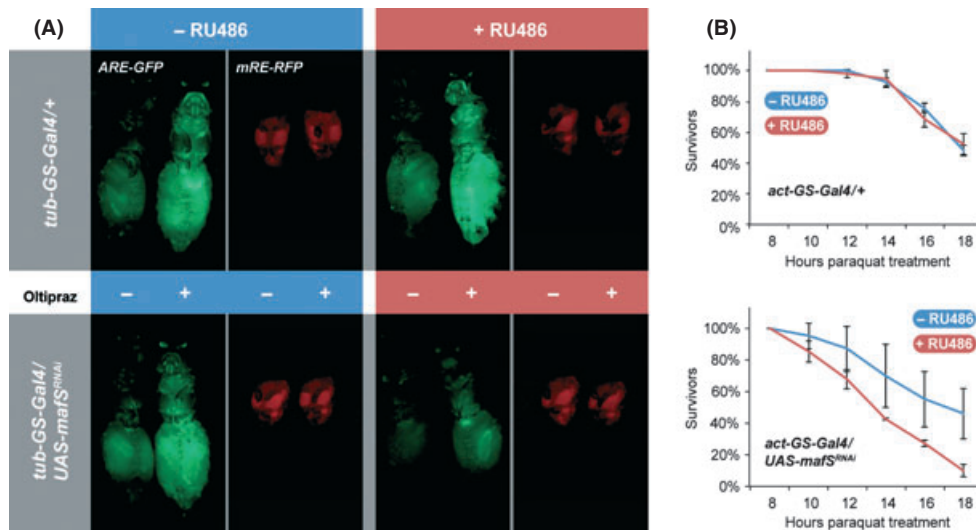 (A)
– RU486
+ RU486
ARE-GFP
mRE-RFP
tub-GS-Gal4/+
Oltipraz
– + – + – + – +
tub-GS-Gal4/
UAS-mafS^RNAi
(B)
100%
80%
60%
40%
20%
0%
Survivors
– RU486
+ RU486
act-GS-Gal4/+
8 10 12 14 16 18
Hours paraquat treatment
100%
80%
60%
40%
20%
0%
Survivors
– RU486
+ RU486
act-GS-Gal4/
UAS-mafS^RNAi
8 10 12 14 16 18
Hours paraquat treatment